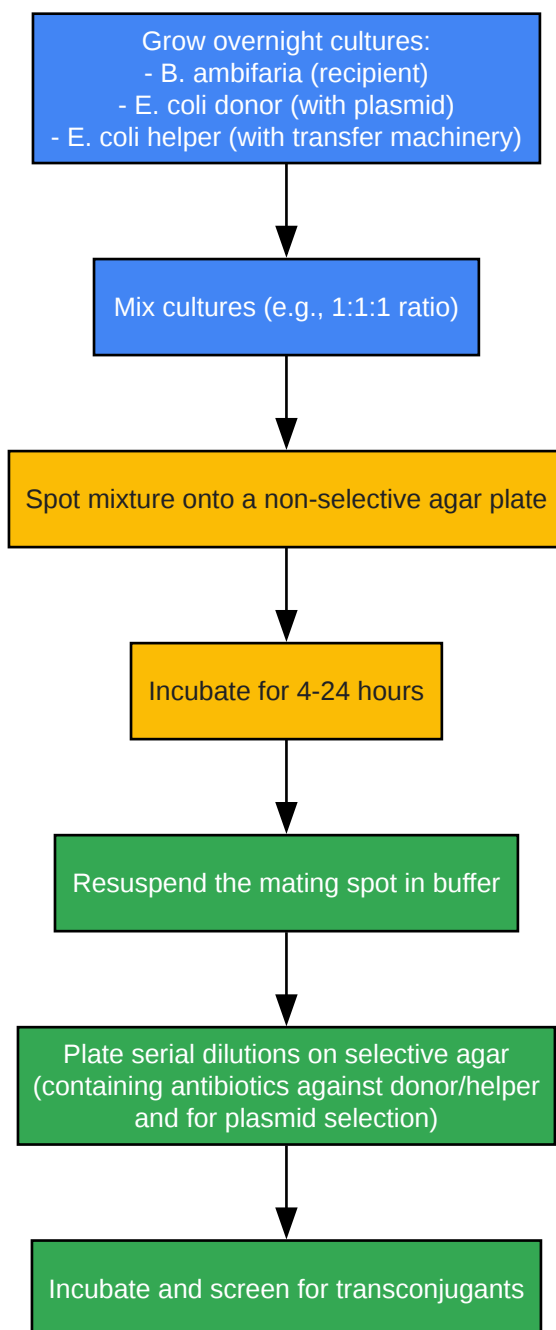 Grow overnight cultures:
- B. ambifaria (recipient)
- E. coli donor (with plasmid)
- E. coli helper (with transfer machinery)
Mix cultures (e.g., 1:1:1 ratio)
Spot mixture onto a non-selective agar plate
Incubate for 4-24 hours
Resuspend the mating spot in buffer
Plate serial dilutions on selective agar
(containing antibiotics against donor/helper
and for plasmid selection)
Incubate and screen for transconjugants